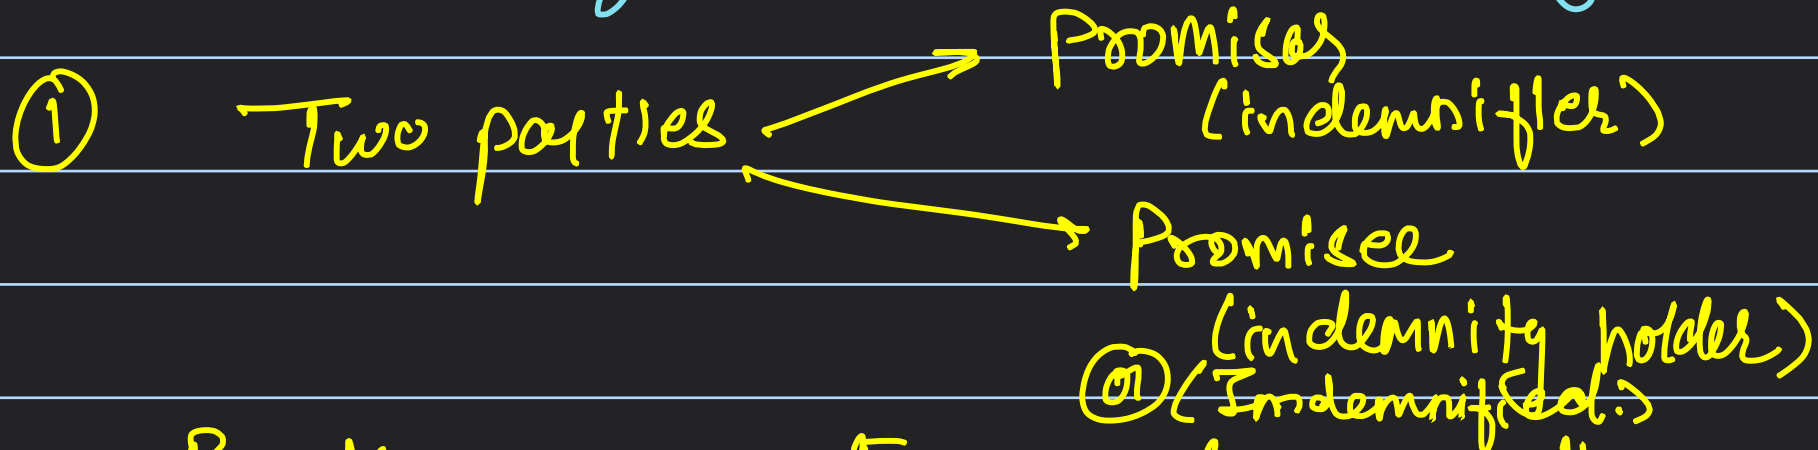 Promisor
(indemnifier)
① Two parties
Promisee
(indemnity holder)
or (Indemnified.)